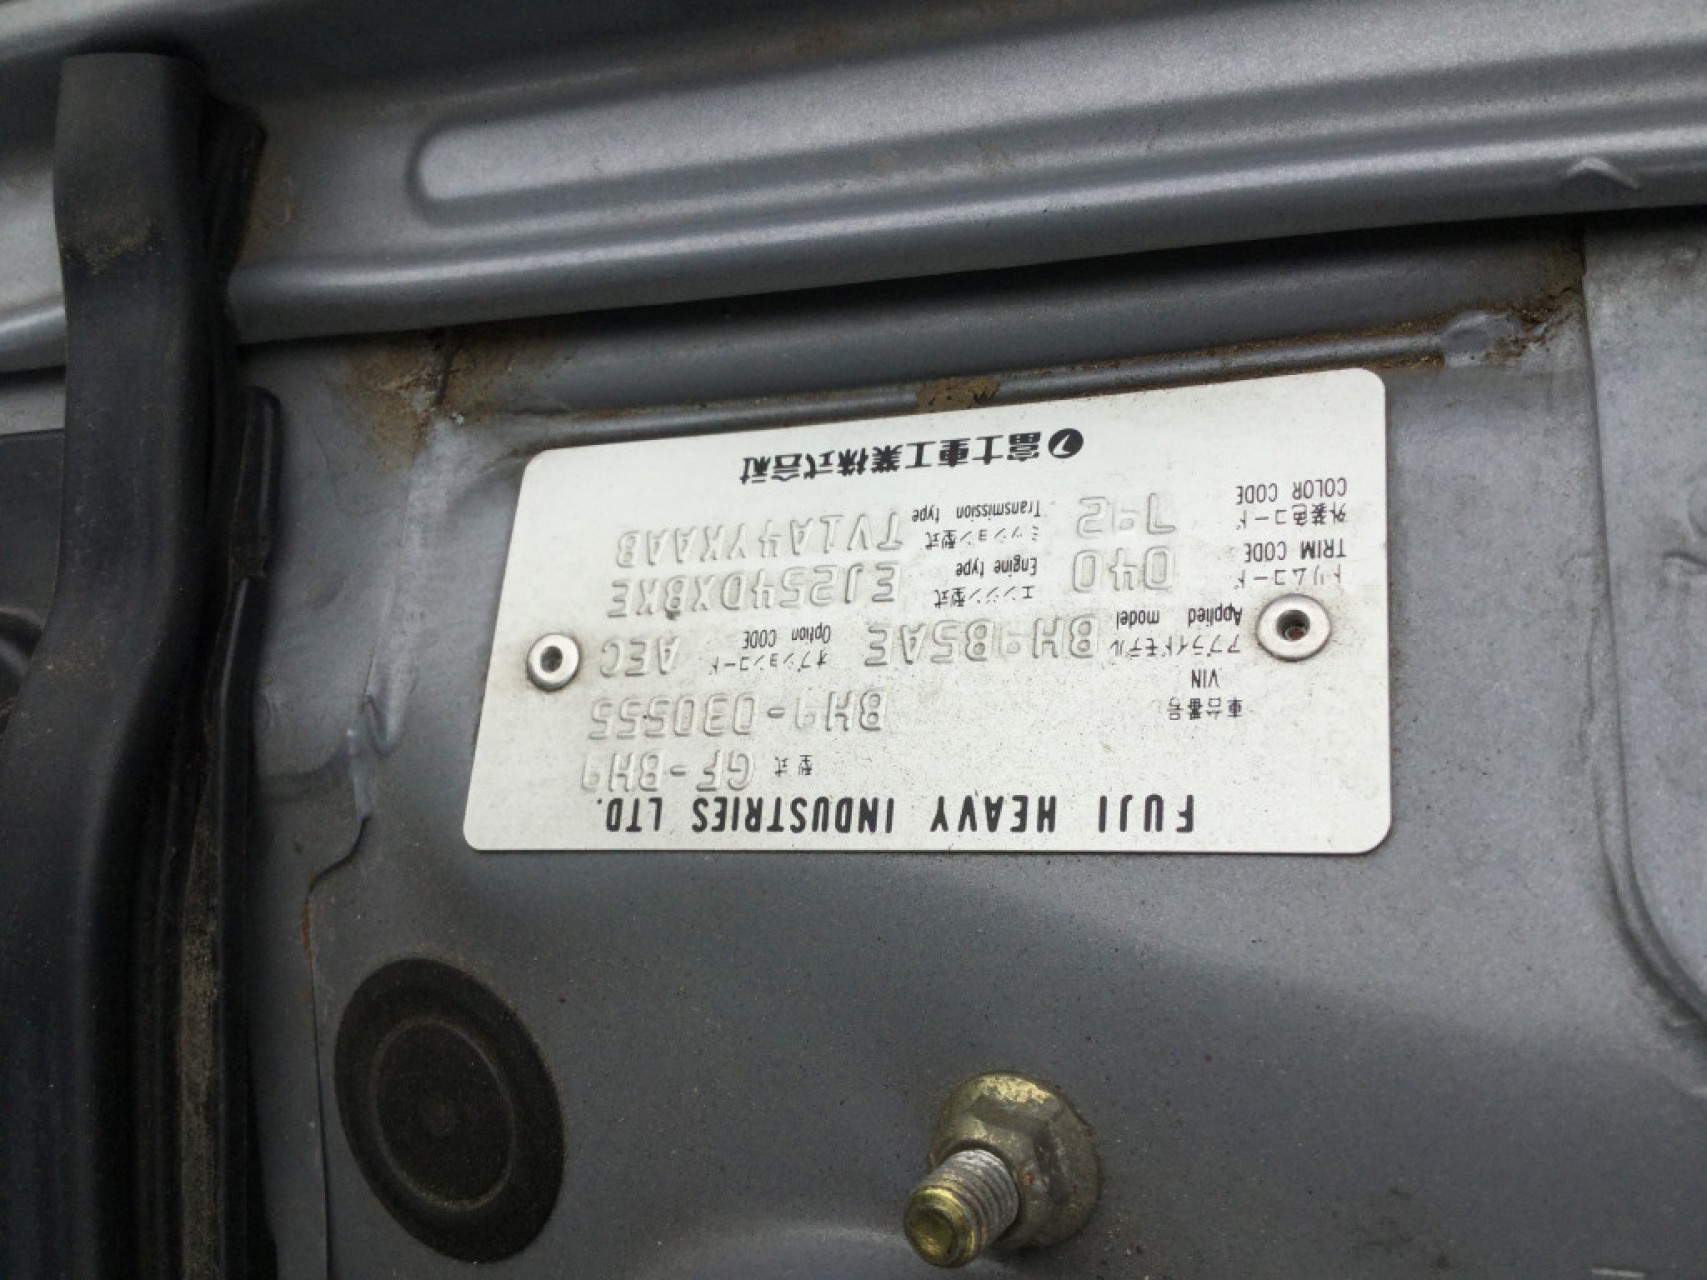 FUJI HEAVY INDUSTRIES LTD.
型式 GF-BH9
車台番号 VIN BH9-030555
アプライドモデル Applied model BH9B5AE オプションコード Option CODE AEC
トリムコード TRIM CODE 040 エンジン型式 Engine type EJ254DXBKE
外装色コード COLOR CODE 792 ミッション型式 Transmission type TV1A4YKAAB
富士重工業株式会社